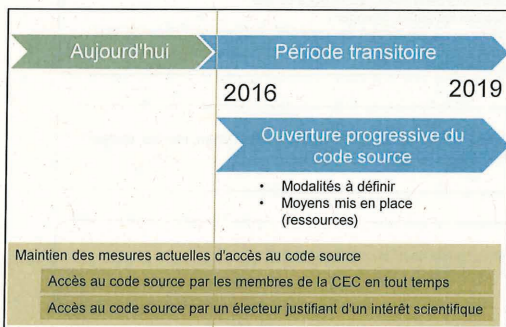 Aujourd'hui
Période transitoire
2016
2019
Ouverture progressive du
code source
• Modalités à définir
• Moyens mis en place
(ressources)
Maintien des mesures actuelles d'accès au code source
Accès au code source par les membres de la CEC en tout temps
Accès au code source par un électeur justifiant d'un intérêt scientifique